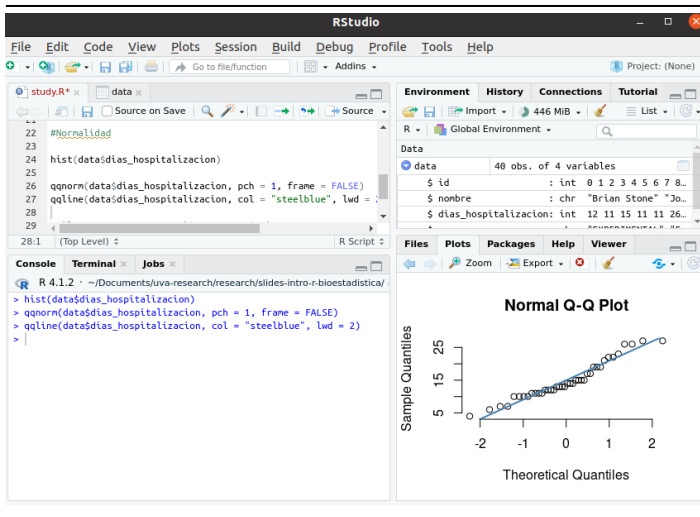 RStudio
File Edit Code View Plots Session Build Debug Profile Tools Help
Go to file/function Addins Project: (None)
study.R* data
Source on Save Source
22 #Normalidad
23
24 hist(data$dias_hospitalizacion)
25
26 qqnorm(data$dias_hospitalizacion, pch = 1, frame = FALSE)
27 qqline(data$dias_hospitalizacion, col = "steelblue", lwd =
28
29
28:1 (Top Level) R Script
Console Terminal Jobs
R 4.1.2 · ~/Documents/uva-research/research/slides-intro-r-bioestadistica/
> hist(data$dias_hospitalizacion)
> qqnorm(data$dias_hospitalizacion, pch = 1, frame = FALSE)
> qqline(data$dias_hospitalizacion, col = "steelblue", lwd = 2)
>
Environment History Connections Tutorial
Import 446 MiB List
R Global Environment
Data
data 40 obs. of 4 variables
$ id : int 0 1 2 3 4 5 6 7 8…
$ nombre : chr "Brian Stone" "Jo…
$ dias_hospitalizacion: int 12 11 15 11 11 26…
Files Plots Packages Help Viewer
Zoom Export
Normal Q-Q Plot
Sample Quantiles
25
15
5
-2 -1 0 1 2
Theoretical Quantiles